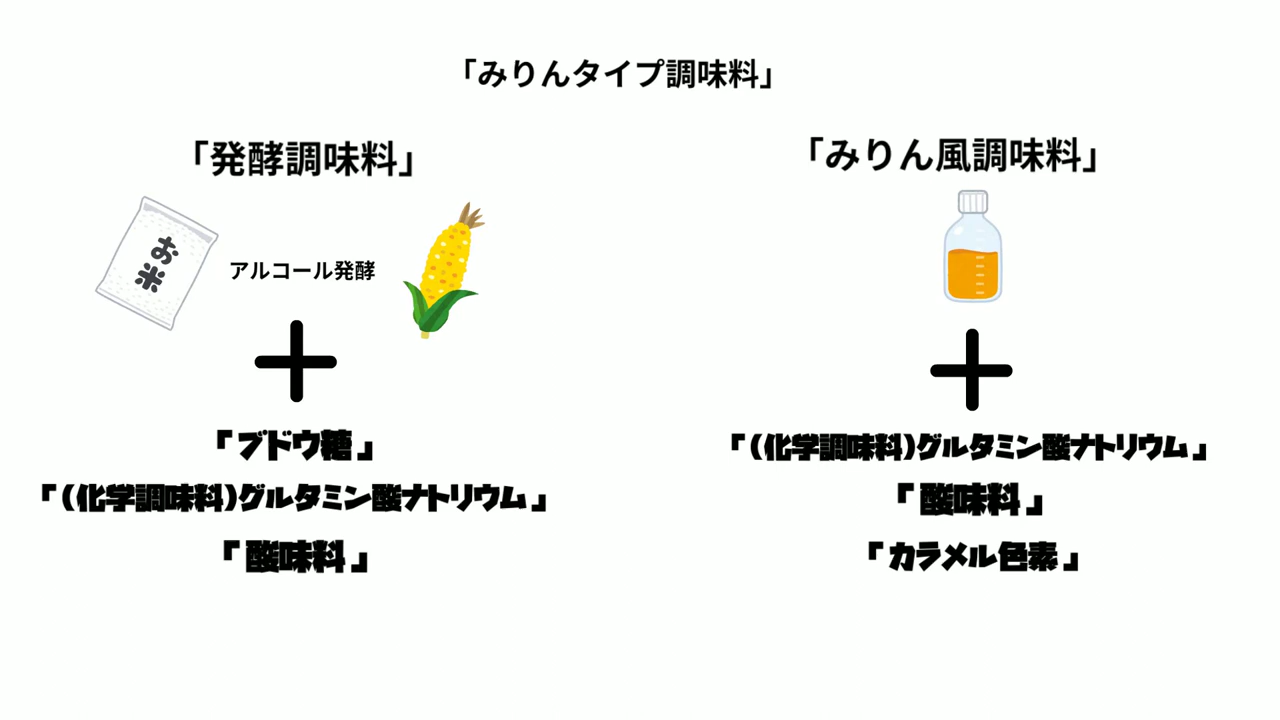 「みりんタイプ調味料」
「発酵調味料」
お米
アルコール発酵
「ブドウ糖」
「(化学調味料)グルタミン酸ナトリウム」
「酸味料」
「みりん風調味料」
「(化学調味料)グルタミン酸ナトリウム」
「酸味料」
「カラメル色素」